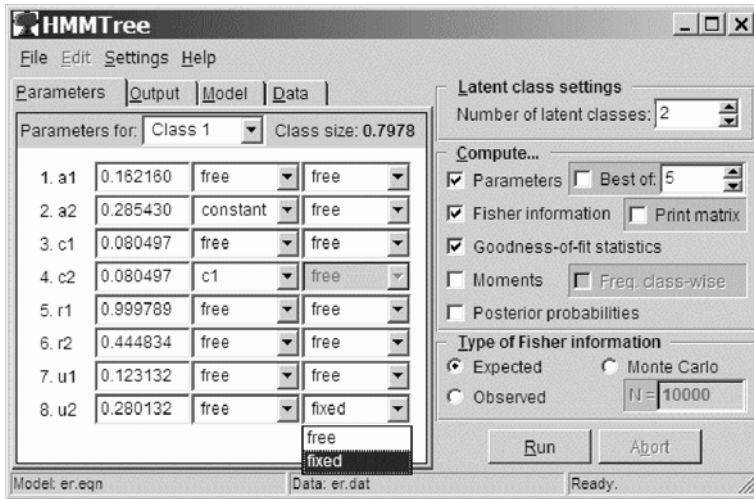 HMMTree
File Edit Settings Help
Parameters Output Model Data
Parameters for: Class 1 Class size: 0.7978
1. a1 0.162160 free free
2. a2 0.285430 constant free
3. c1 0.080497 free free
4. c2 0.080497 c1 free
5. r1 0.999789 free free
6. r2 0.444834 free free
7. u1 0.123132 free free
8. u2 0.280132 free fixed
free
fixed
Latent class settings
Number of latent classes: 2
Compute...
Parameters Best of: 5
Fisher information Print matrix
Goodness-of-fit statistics
Moments Freq. class-wise
Posterior probabilities
Type of Fisher information
Expected Monte Carlo
Observed N = 10000
Run Abort
Model: er.eqn Data: er.dat Ready.